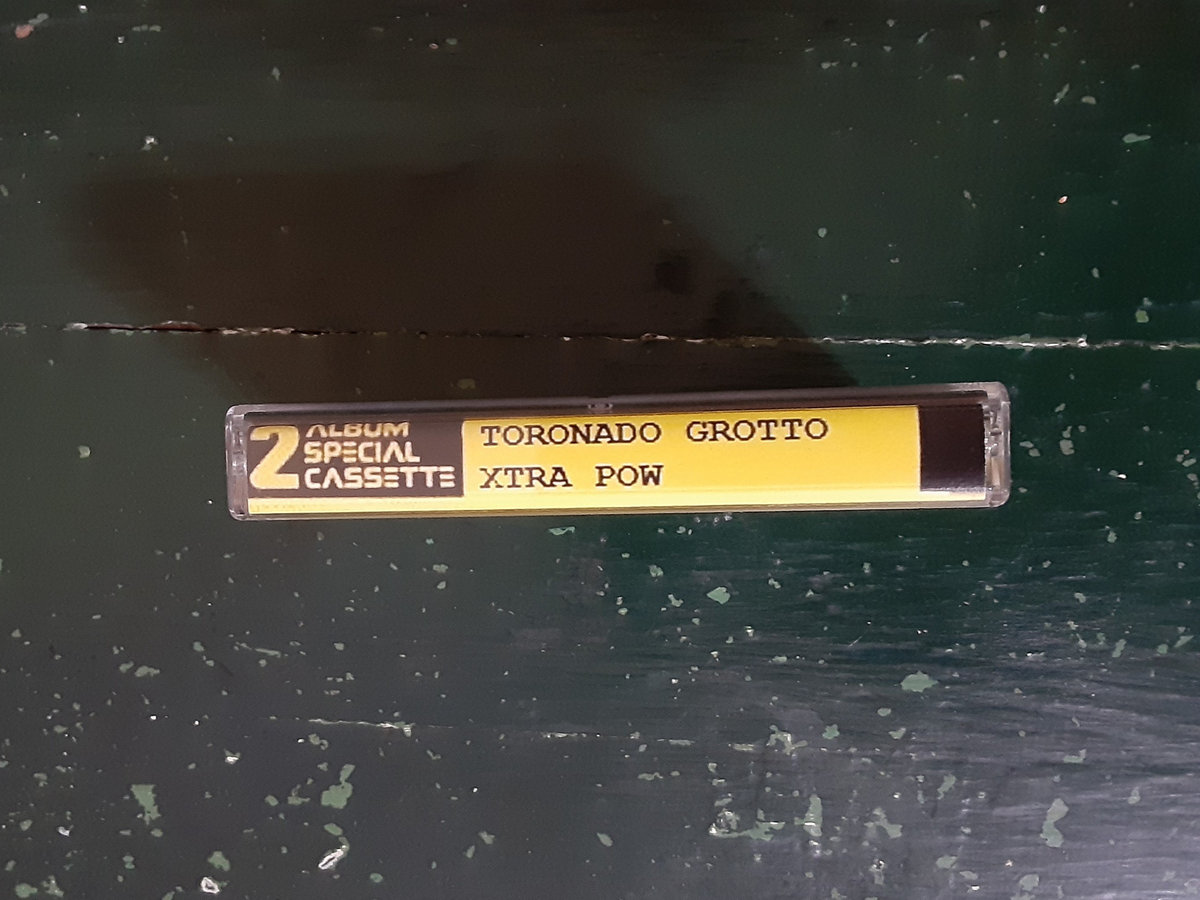 2 ALBUM
SPECIAL
CASSETTE
TORONADO GROTTO
XTRA POW